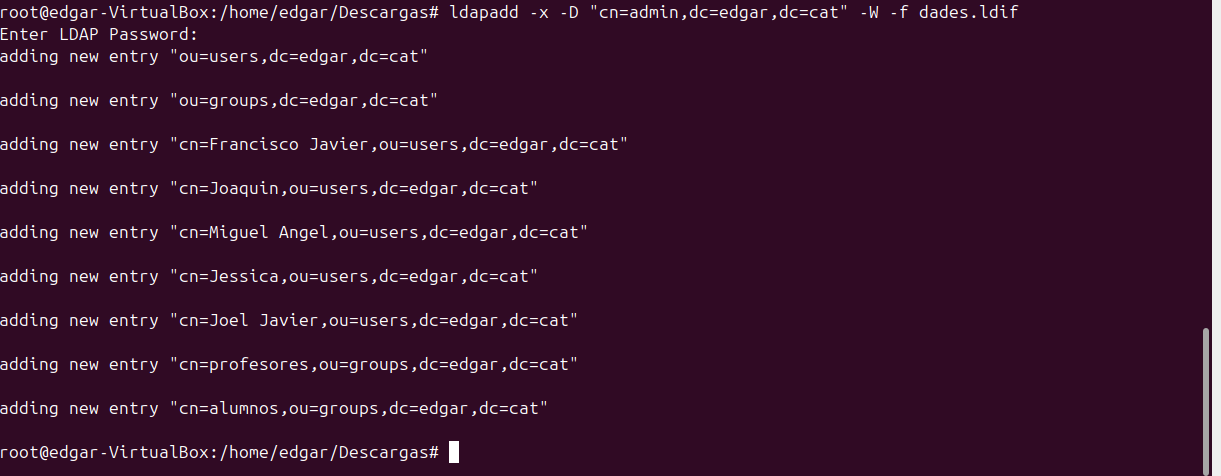 root@edgar-VirtualBox:/home/edgar/Descargas# ldapadd -x -D "cn=admin,dc=edgar,dc=cat" -W -f dades.ldif
Enter LDAP Password:
adding new entry "ou=users,dc=edgar,dc=cat"
adding new entry "ou=groups,dc=edgar,dc=cat"
adding new entry "cn=Francisco Javier,ou=users,dc=edgar,dc=cat"
adding new entry "cn=Joaquin,ou=users,dc=edgar,dc=cat"
adding new entry "cn=Miguel Angel,ou=users,dc=edgar,dc=cat"
adding new entry "cn=Jessica,ou=users,dc=edgar,dc=cat"
adding new entry "cn=Joel Javier,ou=users,dc=edgar,dc=cat"
adding new entry "cn=profesores,ou=groups,dc=edgar,dc=cat"
adding new entry "cn=alumnos,ou=groups,dc=edgar,dc=cat"
root@edgar-VirtualBox:/home/edgar/Descargas#